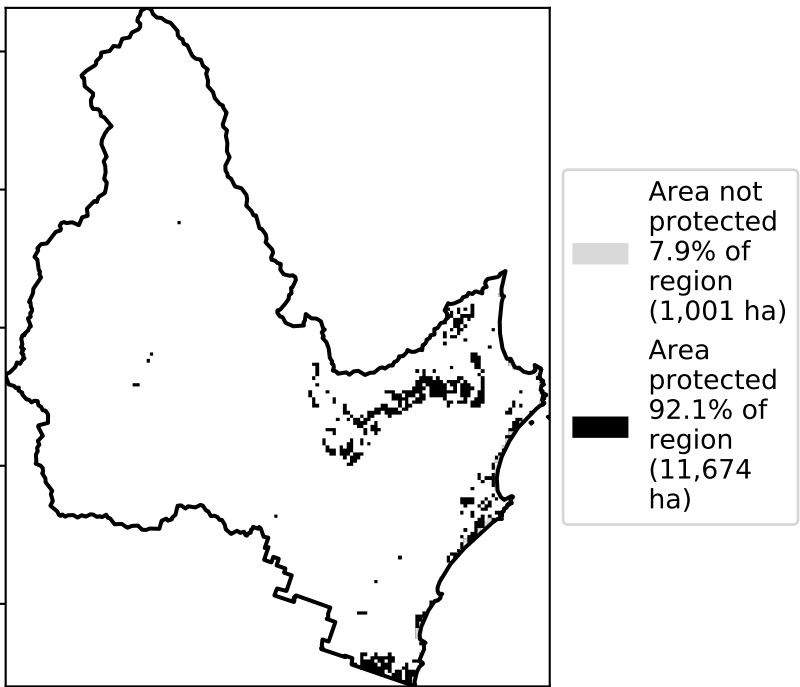 Area not
protected
7.9% of
region
(1,001 ha)
Area
protected
92.1% of
region
(11,674
ha)